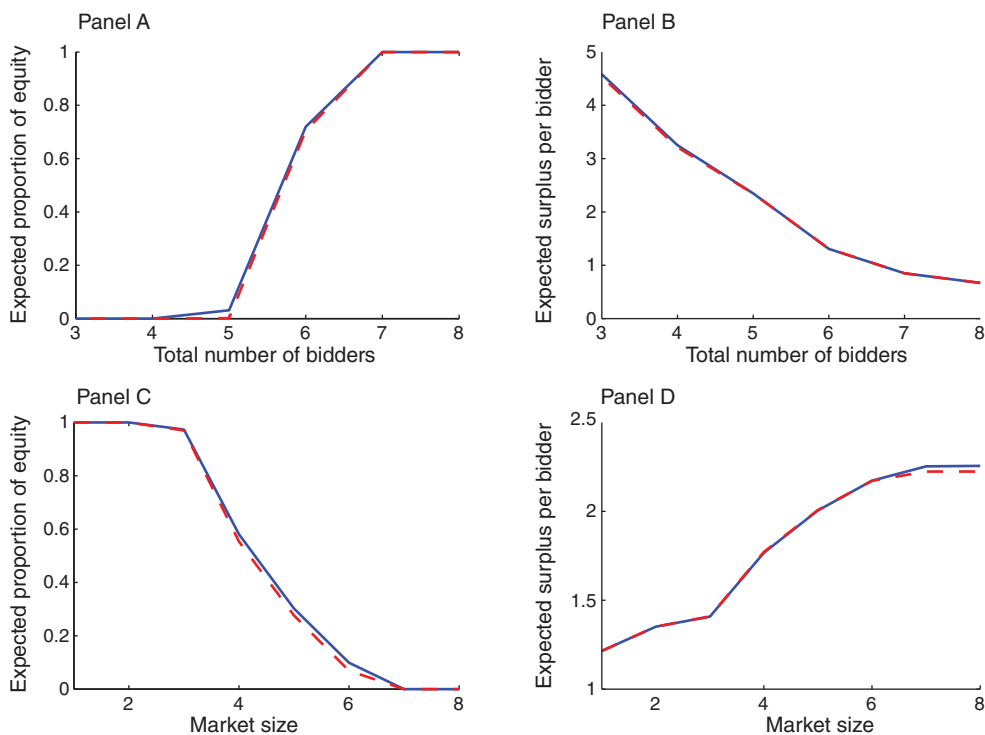 Panel A
Expected proportion of equity
1
0.8
0.6
0.4
0.2
0
3 4 5 6 7 8
Total number of bidders
Panel B
Expected surplus per bidder
5
4
3
2
1
0
3 4 5 6 7 8
Total number of bidders
Panel C
Expected proportion of equity
1
0.8
0.6
0.4
0.2
0
2 4 6 8
Market size
Panel D
Expected surplus per bidder
2.5
2
1.5
1
2 4 6 8
Market size